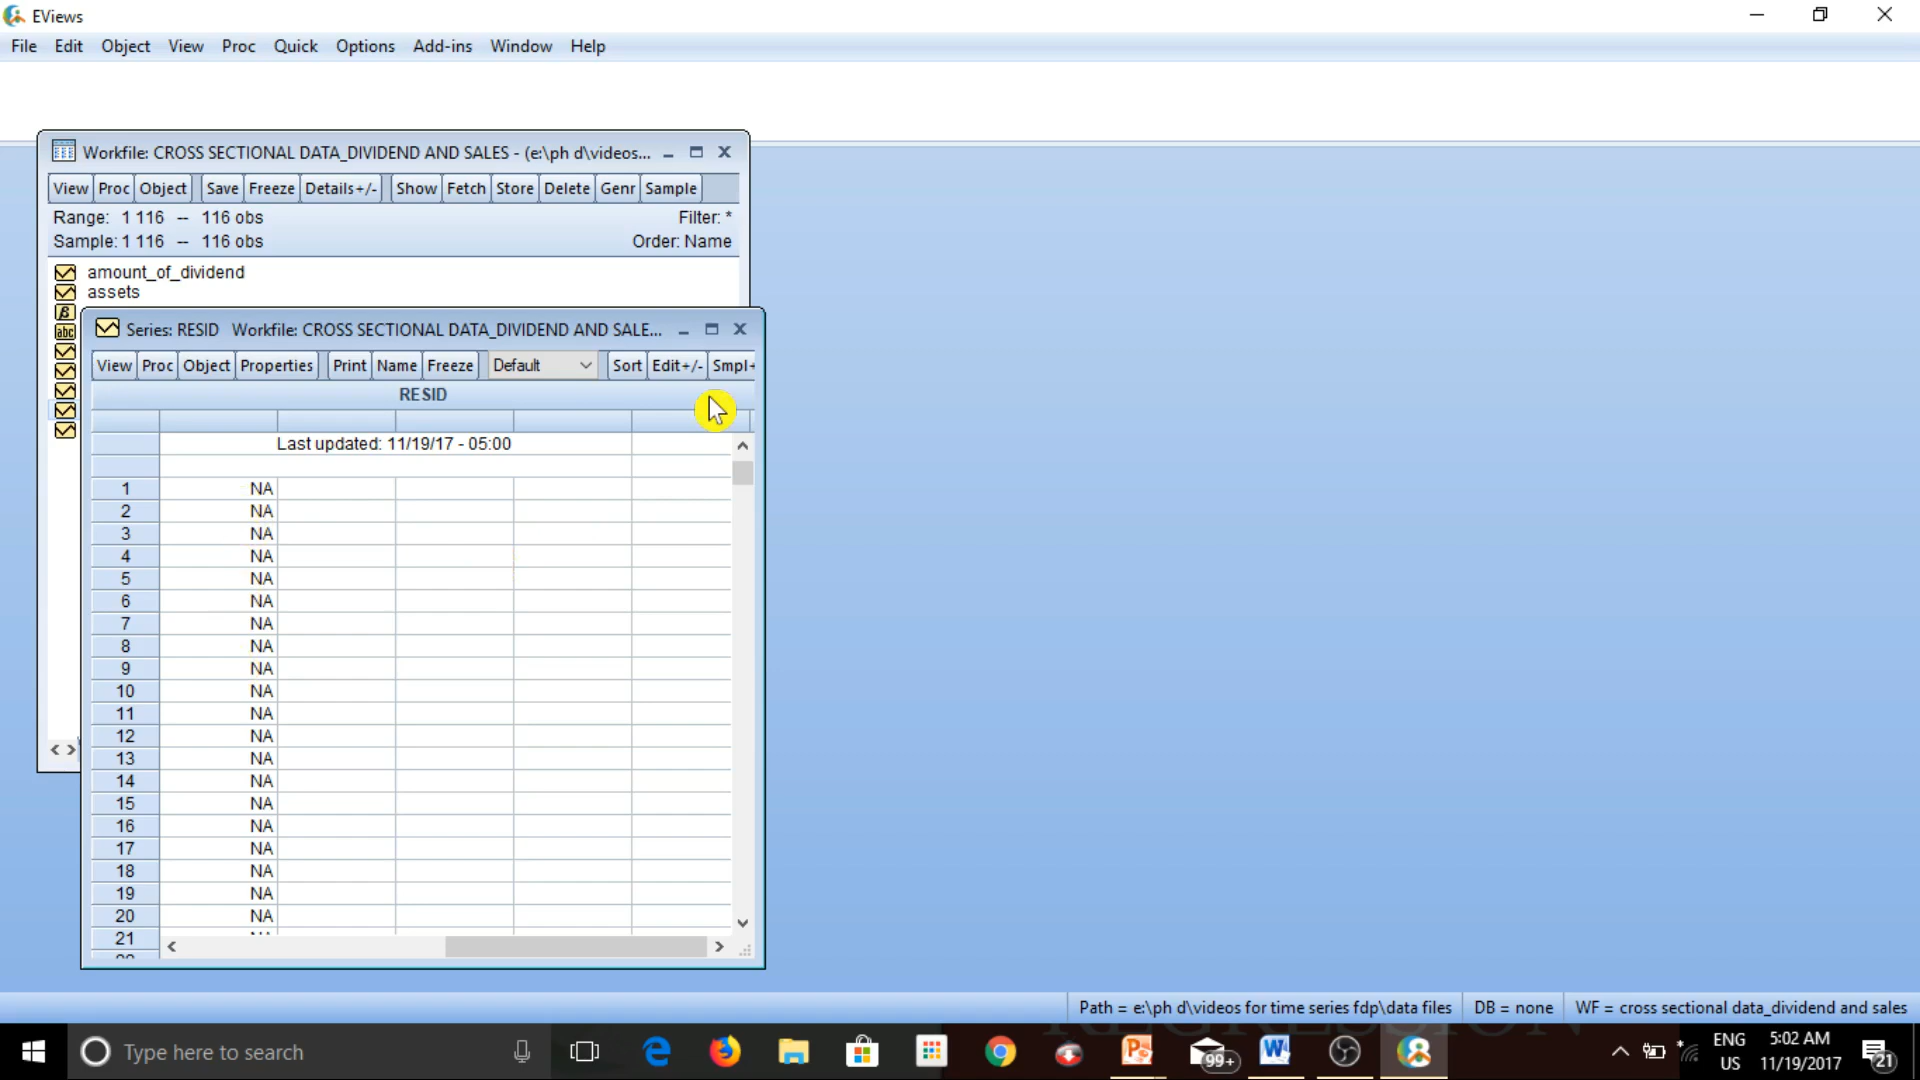 EViews
File Edit Object View Proc Quick Options Add-ins Window Help
Workfile: CROSS SECTIONAL DATA_DIVIDEND AND SALES - (e:\ph d\videos...
View Proc Object Save Freeze Details+/- Show Fetch Store Delete Genr Sample
Range: 1 116 -- 116 obs Filter: *
Sample: 1 116 -- 116 obs Order: Name
amount_of_dividend
assets
β
abc
Series: RESID Workfile: CROSS SECTIONAL DATA_DIVIDEND AND SALE...
View Proc Object Properties Print Name Freeze Default Sort Edit+/- Smpl+
RESID
Last updated: 11/19/17 - 05:00
1 NA
2 NA
3 NA
4 NA
5 NA
6 NA
7 NA
8 NA
9 NA
10 NA
11 NA
12 NA
13 NA
14 NA
15 NA
16 NA
17 NA
18 NA
19 NA
20 NA
21
Path = e:\ph d\videos for time series fdp\data files DB = none WF = cross sectional data_dividend and sales
REGRESSION
Type here to search
99+
ENG
US
5:02 AM
11/19/2017
21